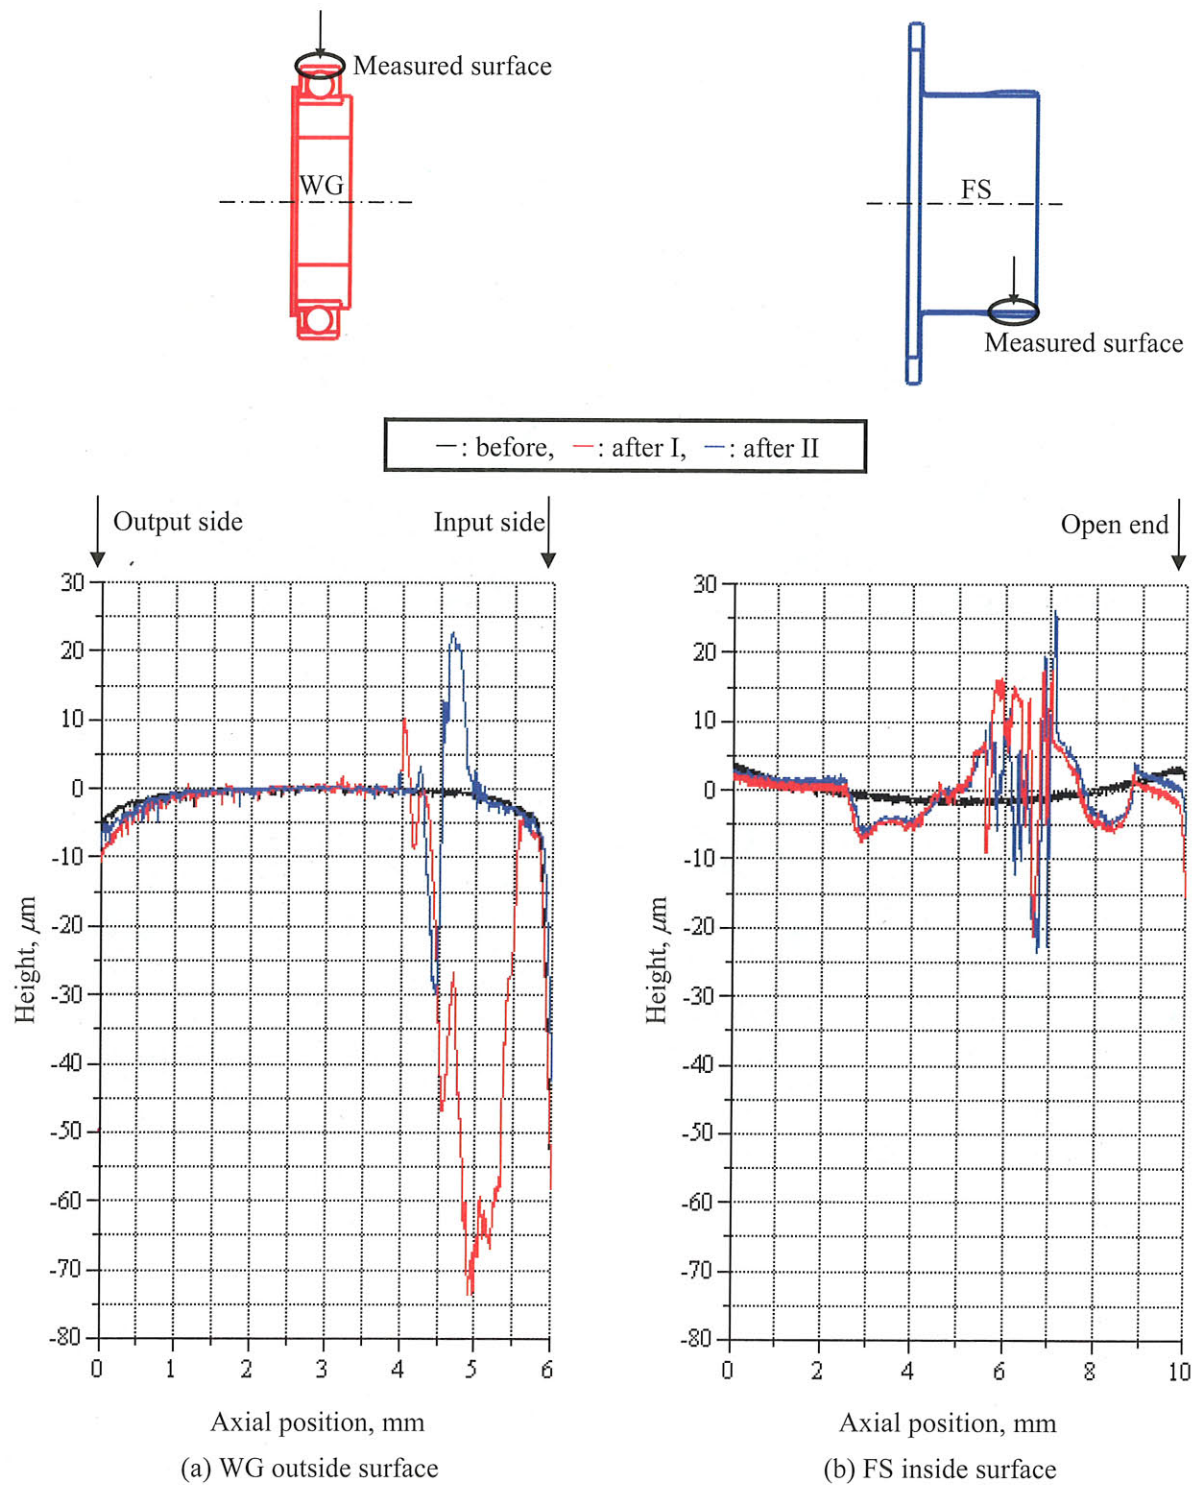 Measured surface
WG
FS
Measured surface
—: before, —: after I, —: after II
Output side
Input side
Open end
30
20
10
0
-10
-20
-30
-40
-50
-60
-70
-80
Height, μm
0 1 2 3 4 5 6
Axial position, mm
(a) WG outside surface
30
20
10
0
-10
-20
-30
-40
-50
-60
-70
-80
Height, μm
0 2 4 6 8 10
Axial position, mm
(b) FS inside surface